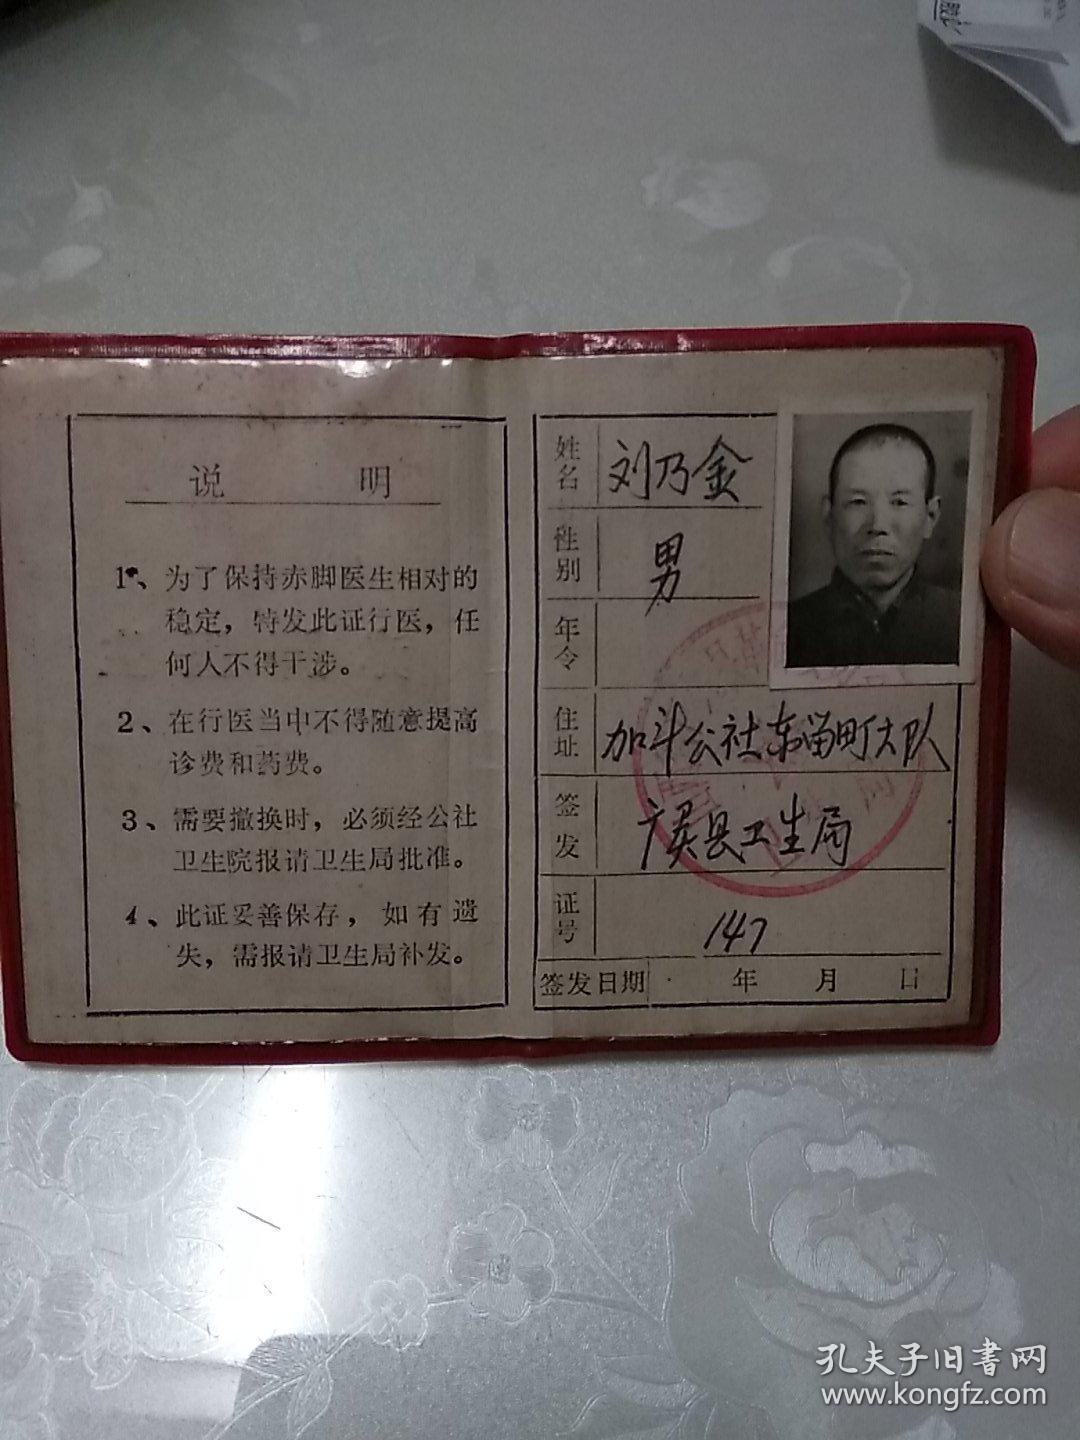 说 明
1、为了保持赤脚医生相对的
稳定，特发此证行医，任
何人不得干涉。
2、在行医当中不得随意提高
诊费和药费。
3、需要撤换时，必须经公社
卫生院报请卫生局批准。
4、此证妥善保存，如有遗
失，需报请卫生局补发。
姓名 刘乃金
性别 男
年令
住址 加斗公社东留町大队
签发 广灵县卫生局
证号 147
签发日期 年 月 日
孔夫子旧書网
www.kongfz.com